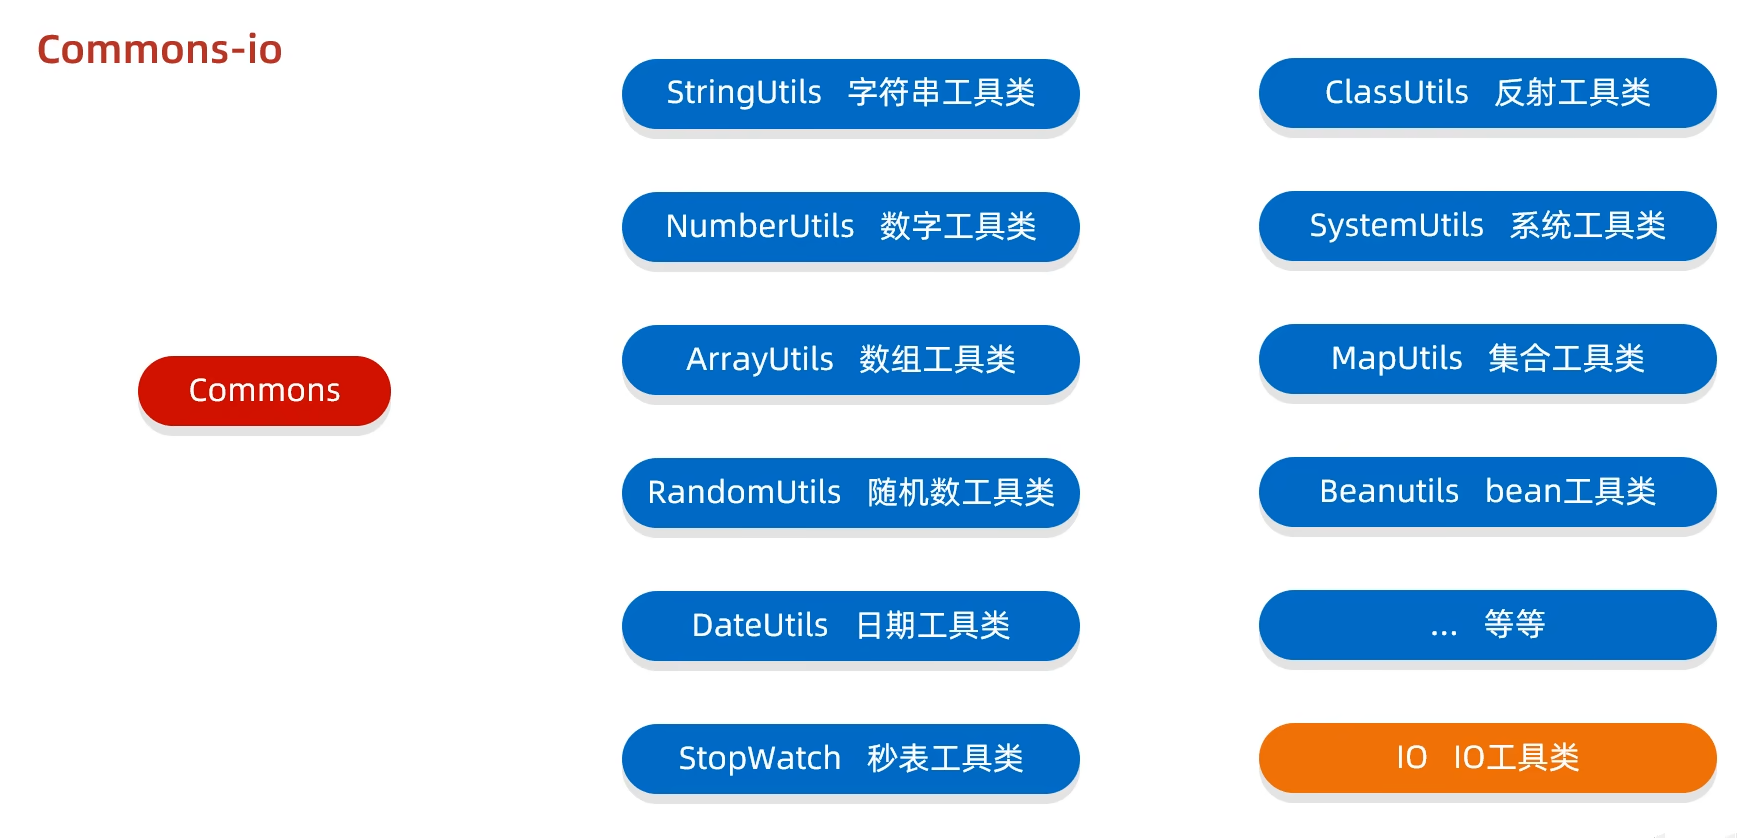 Commons-io
Commons
StringUtils 字符串工具类
NumberUtils 数字工具类
ArrayUtils 数组工具类
RandomUtils 随机数工具类
DateUtils 日期工具类
StopWatch 秒表工具类
ClassUtils 反射工具类
SystemUtils 系统工具类
MapUtils 集合工具类
Beanutils bean工具类
... 等等
IO IO工具类